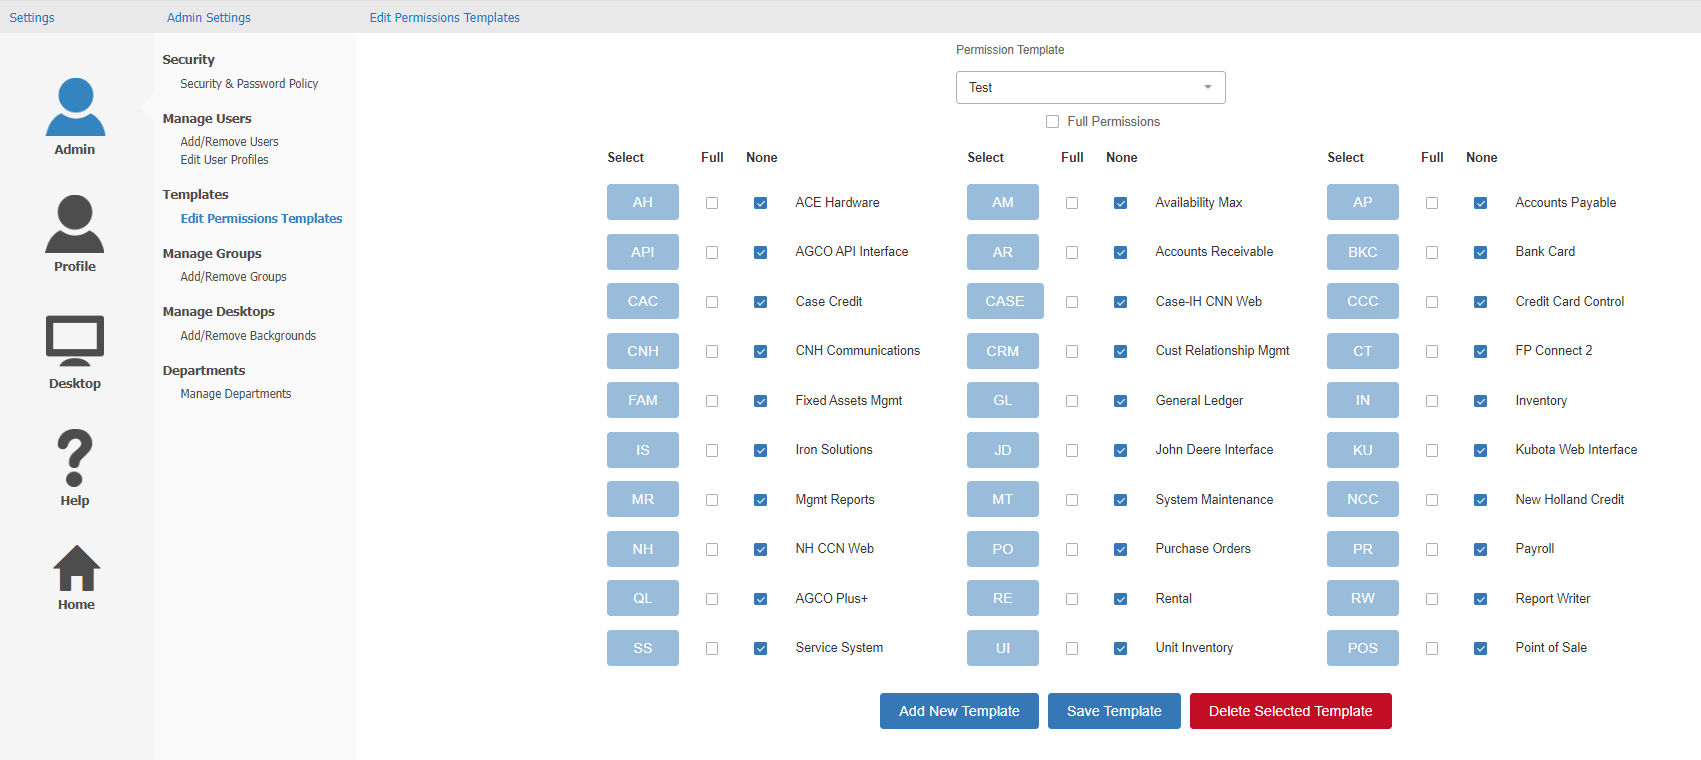 Settings
Admin Settings
Edit Permissions Templates
Admin
Profile
Desktop
Help
Home
Security
Security & Password Policy
Manage Users
Add/Remove Users
Edit User Profiles
Templates
Edit Permissions Templates
Manage Groups
Add/Remove Groups
Manage Desktops
Add/Remove Backgrounds
Departments
Manage Departments
Permission Template
Test
Full Permissions
Select Full None Select Full None Select Full None
AH ACE Hardware AM Availability Max AP Accounts Payable
API AGCO API Interface AR Accounts Receivable BKC Bank Card
CAC Case Credit CASE Case-IH CNN Web CCC Credit Card Control
CNH CNH Communications CRM Cust Relationship Mgmt CT FP Connect 2
FAM Fixed Assets Mgmt GL General Ledger IN Inventory
IS Iron Solutions JD John Deere Interface KU Kubota Web Interface
MR Mgmt Reports MT System Maintenance NCC New Holland Credit
NH NH CCN Web PO Purchase Orders PR Payroll
QL AGCO Plus+ RE Rental RW Report Writer
SS Service System UI Unit Inventory POS Point of Sale
Add New Template Save Template Delete Selected Template